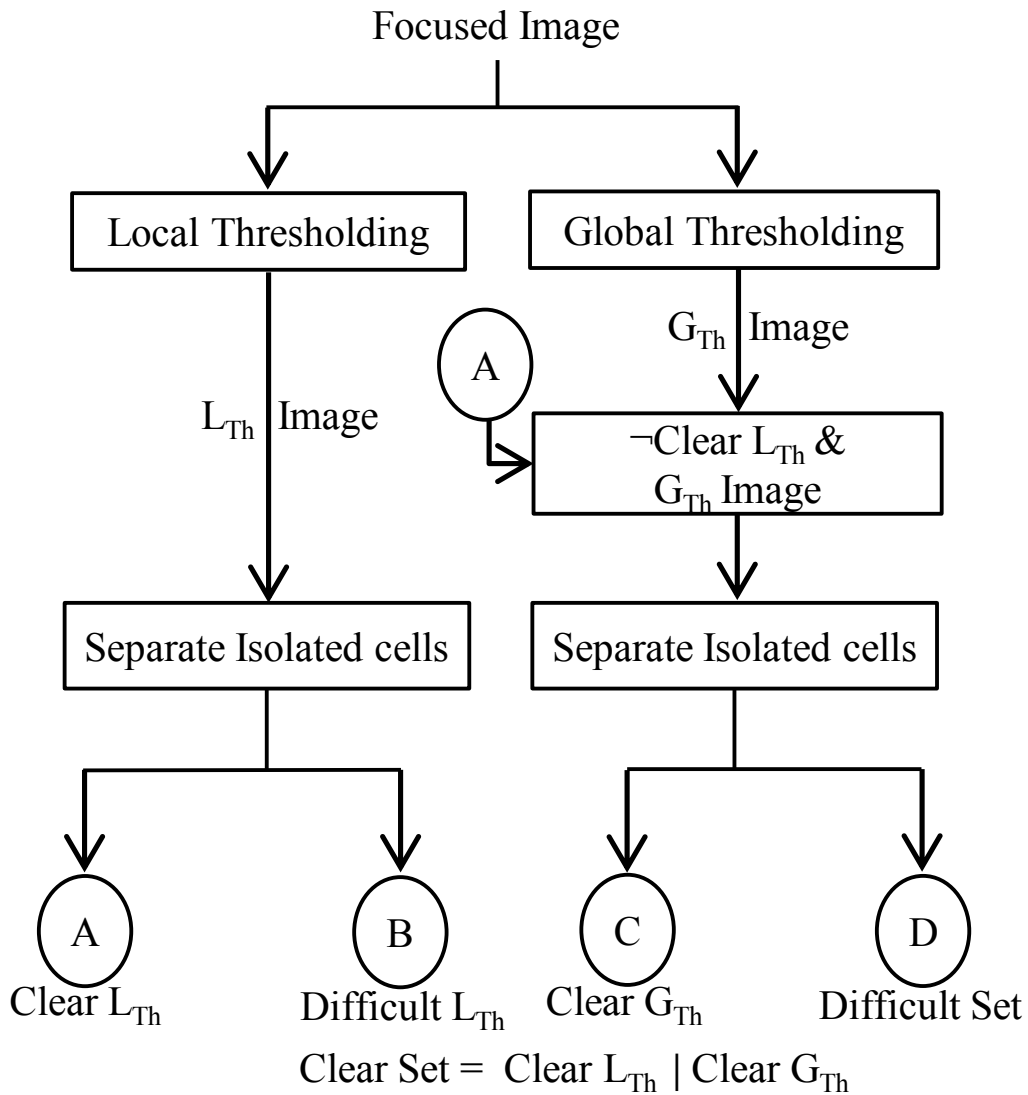 Focused Image
Local Thresholding
Global Thresholding
G_Th Image
A
L_Th Image
¬Clear L_Th &
G_Th Image
Separate Isolated cells
Separate Isolated cells
A
B
C
D
Clear L_Th
Difficult L_Th
Clear G_Th
Difficult Set
Clear Set = Clear L_Th | Clear G_Th